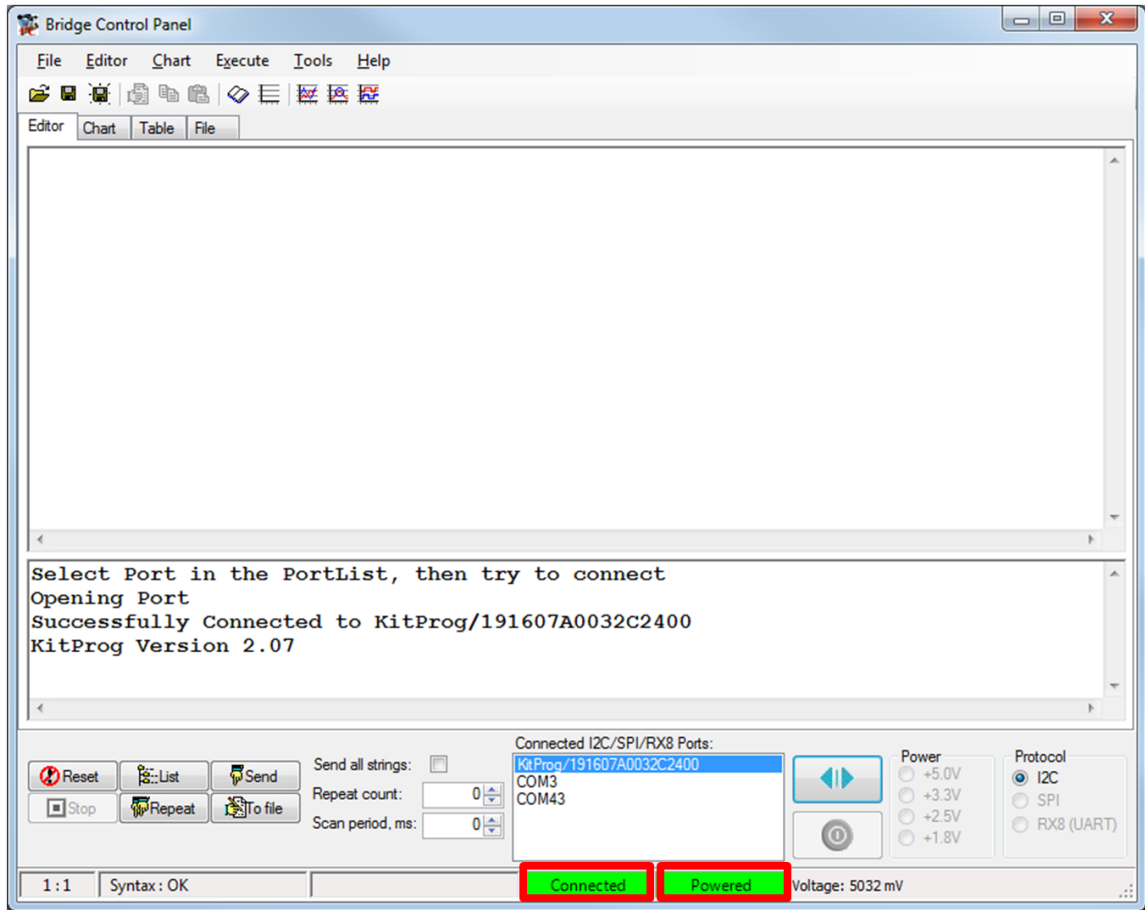 Bridge Control Panel
File Editor Chart Execute Tools Help
Editor Chart Table File
Select Port in the PortList, then try to connect
Opening Port
Successfully Connected to KitProg/191607A0032C2400
KitProg Version 2.07
Connected I2C/SPI/RX8 Ports:
Reset List Send
Stop Repeat To file
Send all strings:
Repeat count: 0
Scan period, ms: 0
KitProg/191607A0032C2400
COM3
COM43
Power
+5.0V
+3.3V
+2.5V
+1.8V
Protocol
I2C
SPI
RX8 (UART)
1:1 Syntax : OK Connected Powered Voltage: 5032 mV